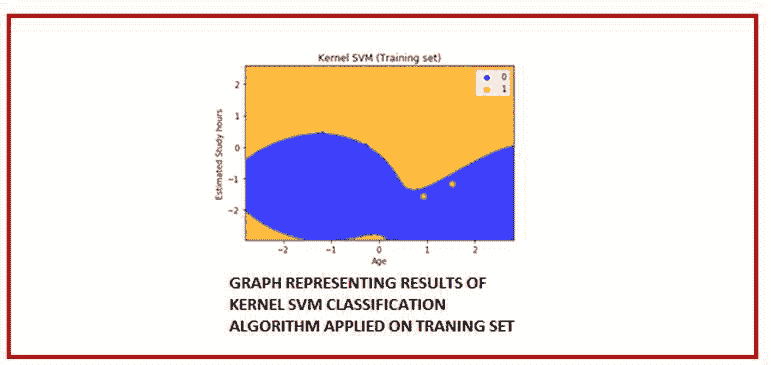 Kernel SVM (Training set)
0
1
2
1
0
−1
−2
Estimated Study hours
−2
−1
0
1
2
Age
GRAPH REPRESENTING RESULTS OF
KERNEL SVM CLASSIFICATION
ALGORITHM APPLIED ON TRANING SET